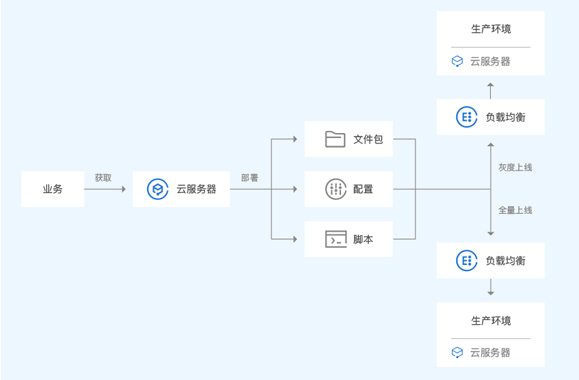 生产环境
云服务器
负载均衡
灰度上线
文件包
业务
获取
云服务器
部署
配置
脚本
全量上线
负载均衡
生产环境
云服务器